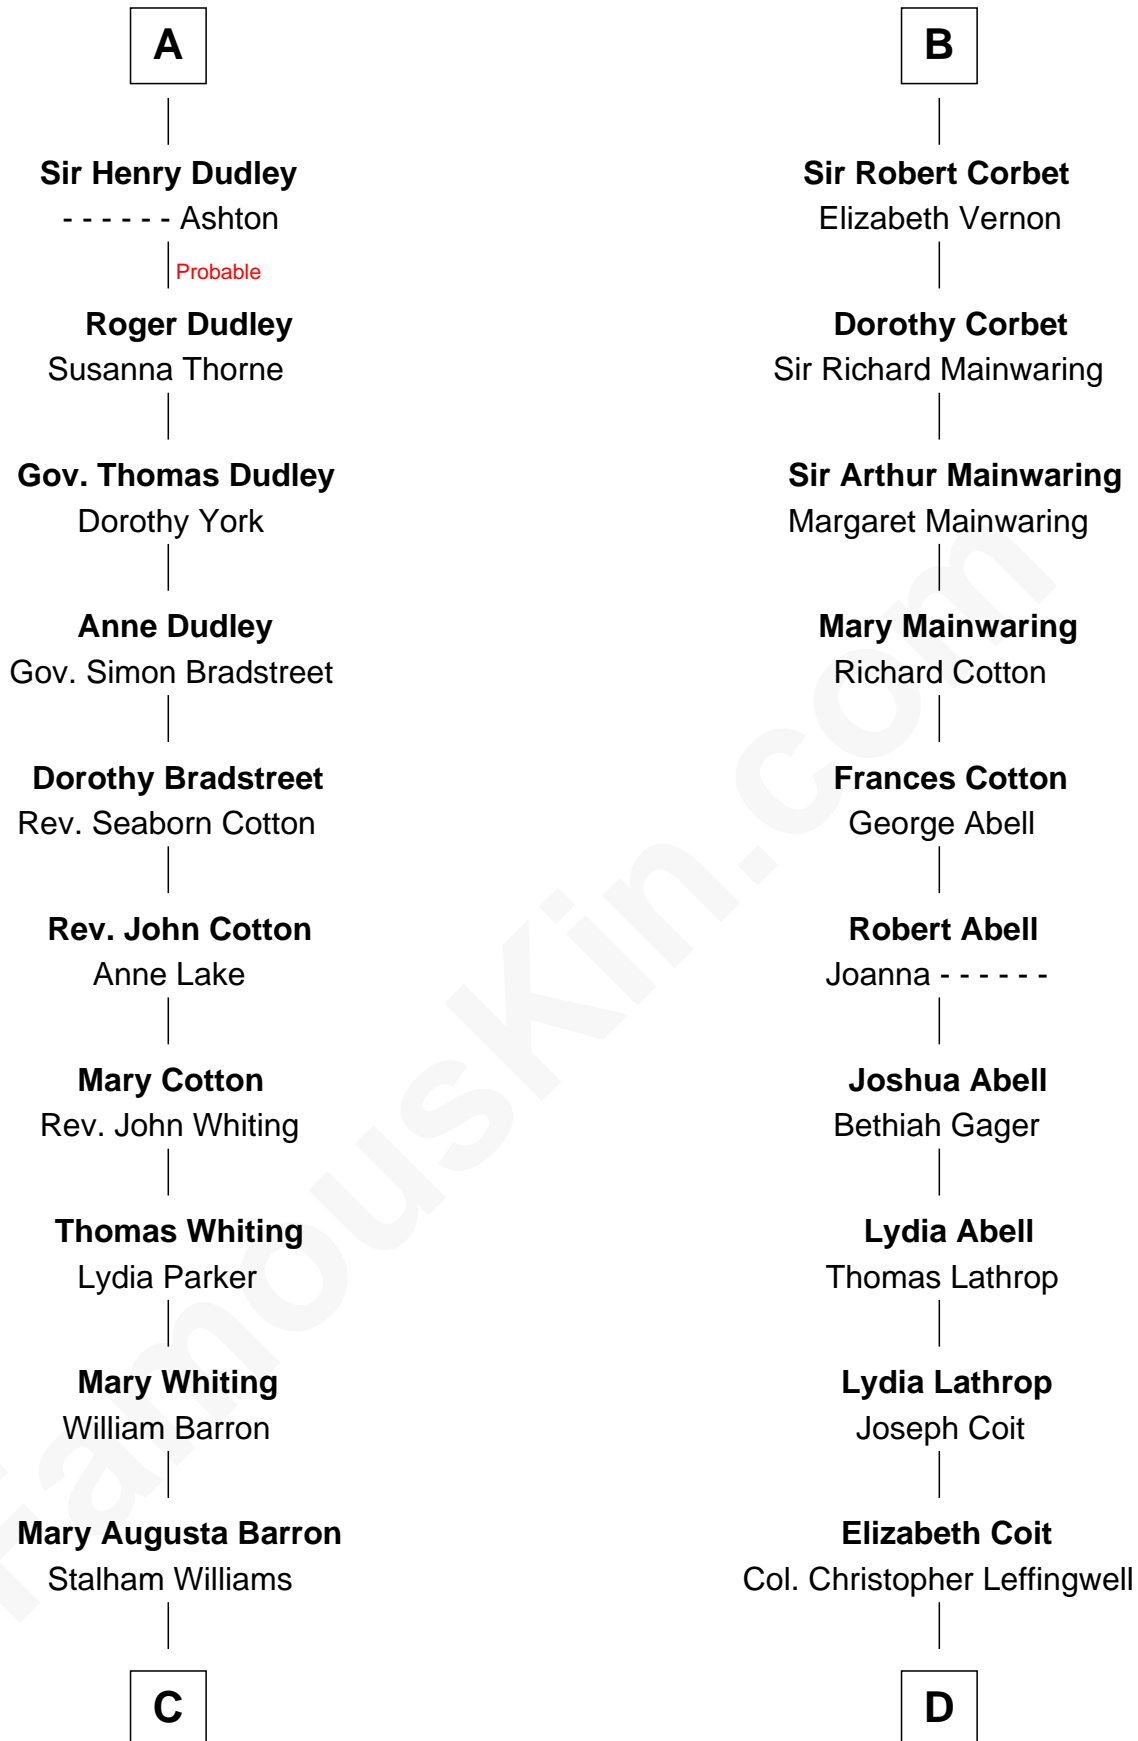 A
Sir Henry Dudley
- - - - - - Ashton
Probable
Roger Dudley
Susanna Thorne
Gov. Thomas Dudley
Dorothy York
Anne Dudley
Gov. Simon Bradstreet
Dorothy Bradstreet
Rev. Seaborn Cotton
Rev. John Cotton
Anne Lake
Mary Cotton
Rev. John Whiting
Thomas Whiting
Lydia Parker
Mary Whiting
William Barron
Mary Augusta Barron
Stalham Williams
C
B
Sir Robert Corbet
Elizabeth Vernon
Dorothy Corbet
Sir Richard Mainwaring
Sir Arthur Mainwaring
Margaret Mainwaring
Mary Mainwaring
Richard Cotton
Frances Cotton
George Abell
Robert Abell
Joanna - - - - - -
Joshua Abell
Bethiah Gager
Lydia Abell
Thomas Lathrop
Lydia Lathrop
Joseph Coit
Elizabeth Coit
Col. Christopher Leffingwell
D
FamousKin.com